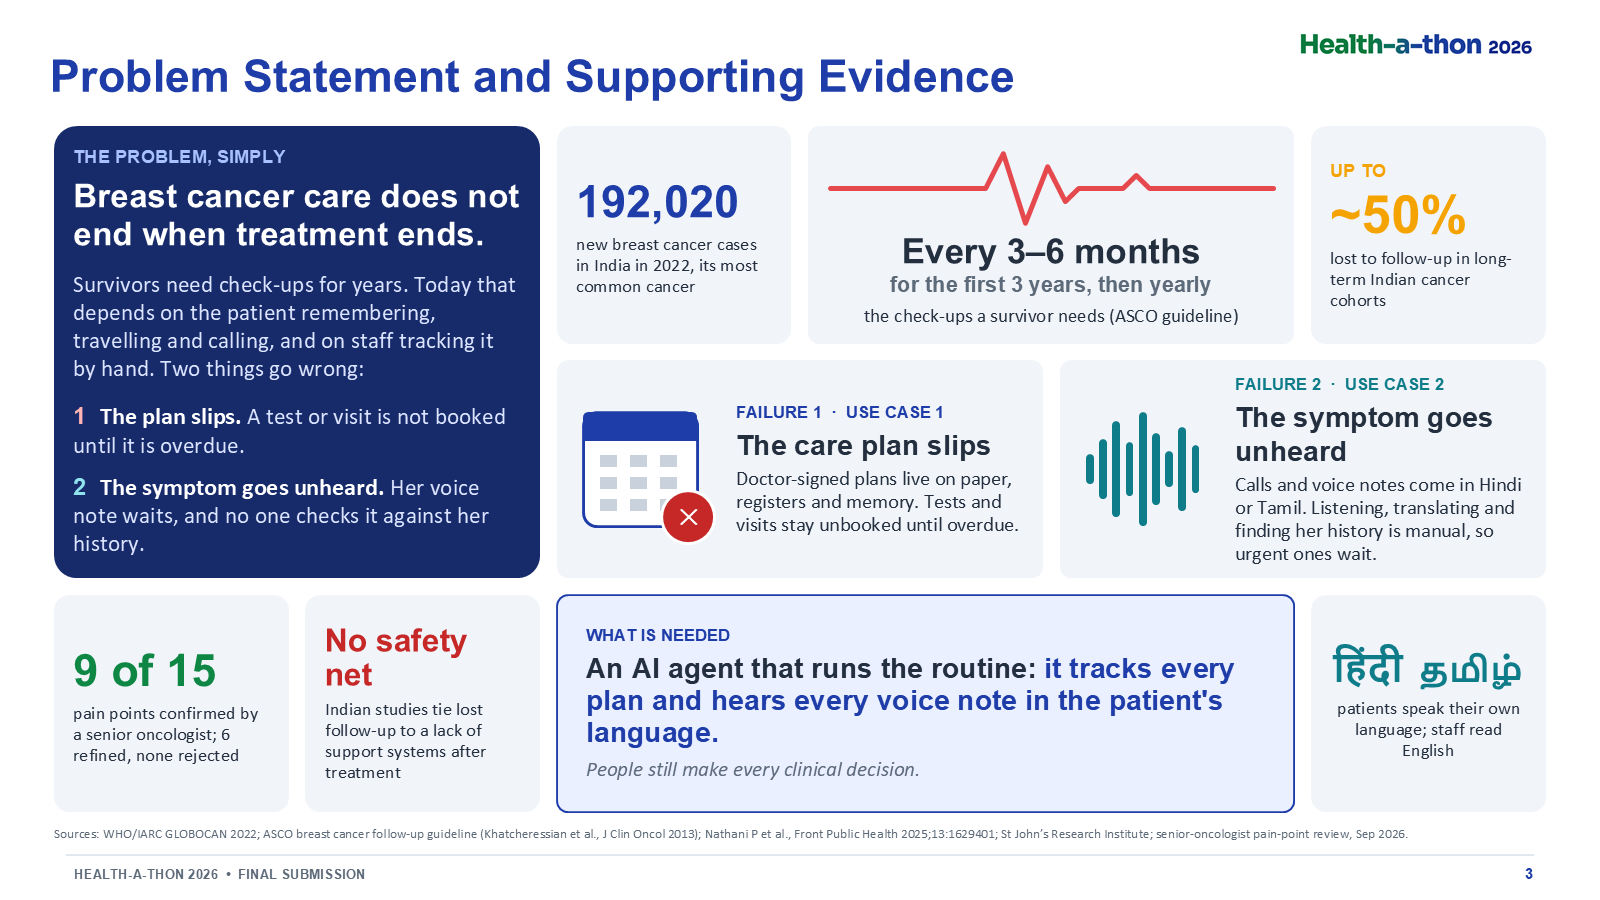 Health-a-thon 2026
Problem Statement and Supporting Evidence
THE PROBLEM, SIMPLY
Breast cancer care does not
end when treatment ends.
Survivors need check-ups for years. Today that
depends on the patient remembering,
travelling and calling, and on staff tracking it
by hand. Two things go wrong:
1 The plan slips. A test or visit is not booked
until it is overdue.
2 The symptom goes unheard. Her voice
note waits, and no one checks it against her
history.
192,020
new breast cancer cases
in India in 2022, its most
common cancer
Every 3–6 months
for the first 3 years, then yearly
the check-ups a survivor needs (ASCO guideline)
UP TO
~50%
lost to follow-up in long-
term Indian cancer
cohorts
FAILURE 1 · USE CASE 1
The care plan slips
Doctor-signed plans live on paper,
registers and memory. Tests and
visits stay unbooked until overdue.
FAILURE 2 · USE CASE 2
The symptom goes
unheard
Calls and voice notes come in Hindi
or Tamil. Listening, translating and
finding her history is manual, so
urgent ones wait.
9 of 15
pain points confirmed by
a senior oncologist; 6
refined, none rejected
No safety
net
Indian studies tie lost
follow-up to a lack of
support systems after
treatment
WHAT IS NEEDED
An AI agent that runs the routine: it tracks every
plan and hears every voice note in the patient's
language.
People still make every clinical decision.
हिंदी தமிழ்
patients speak their own
language; staff read
English
Sources: WHO/IARC GLOBOCAN 2022; ASCO breast cancer follow-up guideline (Khatcheressian et al., J Clin Oncol 2013); Nathani P et al., Front Public Health 2025;13:1629401; St John’s Research Institute; senior-oncologist pain-point review, Sep 2026.
HEALTH-A-THON 2026 • FINAL SUBMISSION
3